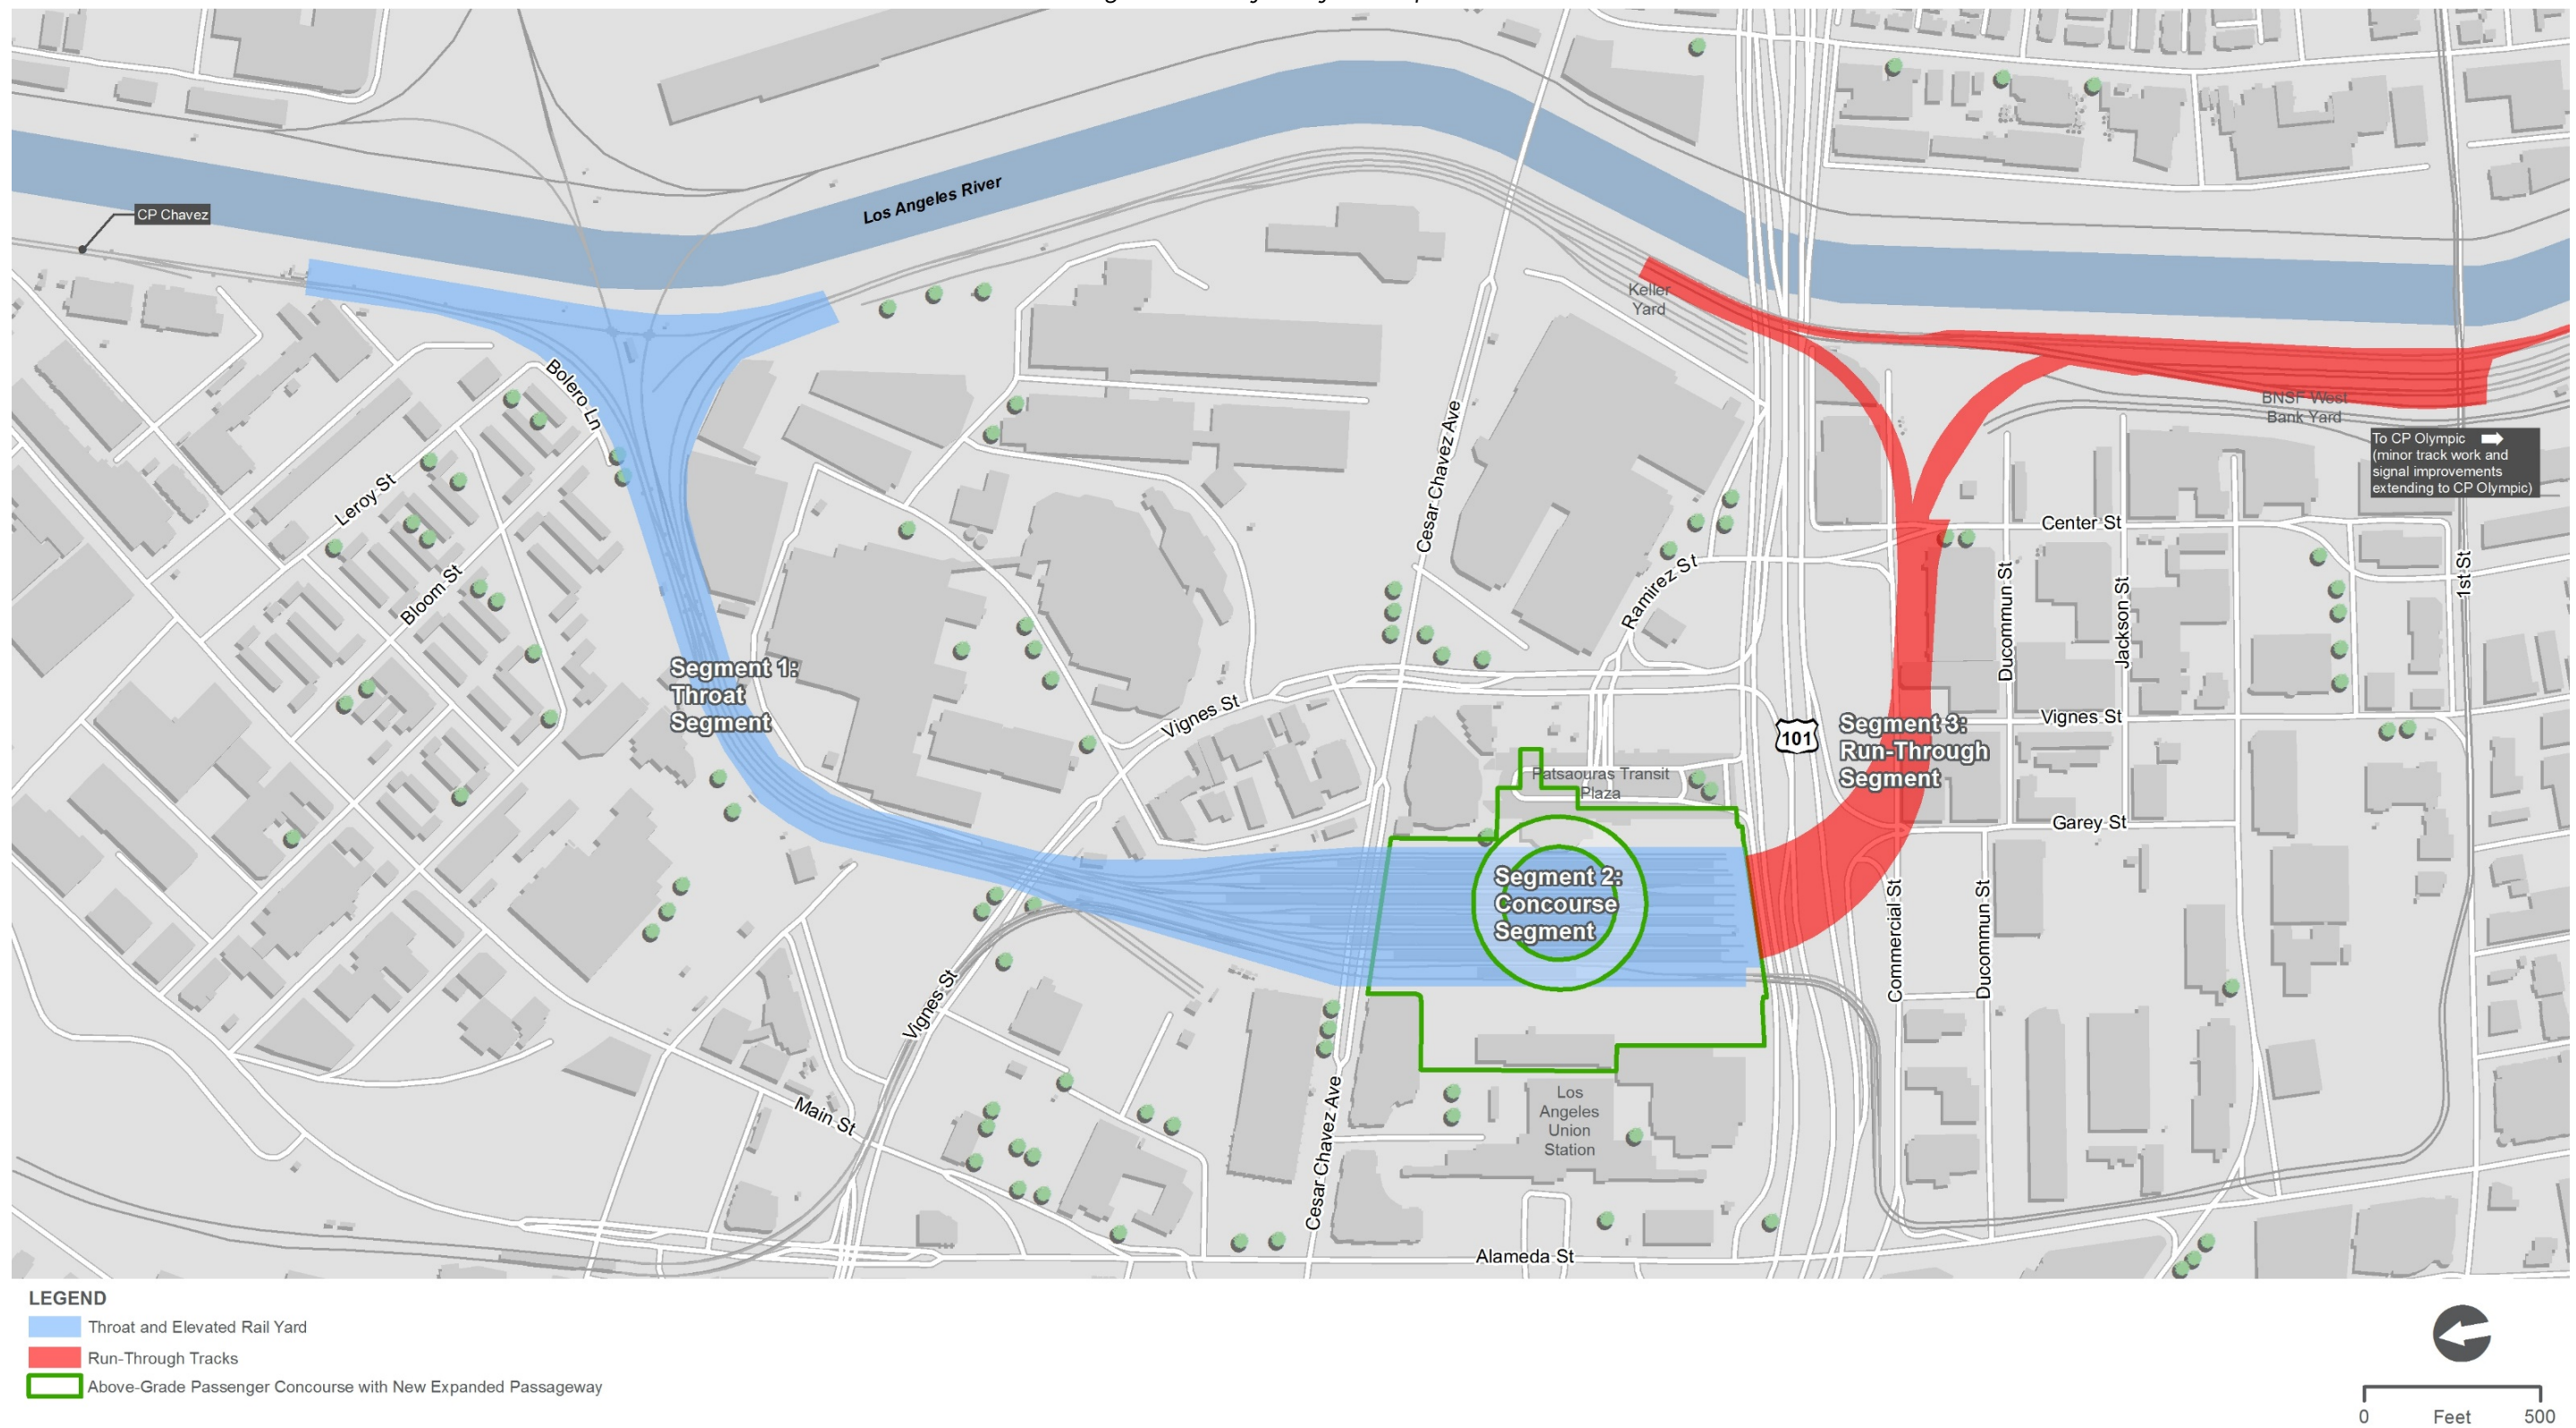 Los Angeles River
CP Chavez
Keller
Yard
Bolero Ln
BNSF West
Bank Yard
To CP Olympic
(minor track work and
signal improvements
extending to CP Olympic)
Leroy St
Cesar Chavez Ave
Center St
Bloom St
Ramirez St
Ducommun St
Jackson St
1st St
Segment 1:
Throat
Segment
Vignes St
101
Segment 3:
Run-Through
Segment
Vignes St
Patsaouras Transit
Plaza
Garey St
Segment 2:
Concourse
Segment
Commercial St
Ducommun St
Vignes St
Main St
Cesar Chavez Ave
Los
Angeles
Union
Station
Alameda St
LEGEND
Throat and Elevated Rail Yard
Run-Through Tracks
Above-Grade Passenger Concourse with New Expanded Passageway
0 Feet 500